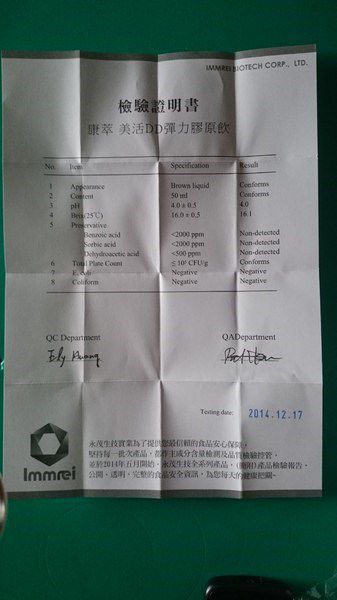 IMMREI BIOTECH CORP., LTD.
檢驗證明書
康萃 美活DD彈力膠原飲
No. Item Specification Result
1 Appearance Brown liquid Conforms
2 Content 50 ml Conforms
3 pH 4.0 ± 0.5 4.0
4 Brix(25℃) 16.0 ± 0.5 16.1
5 Preservative
Benzoic acid <2000 ppm Non-detected
Sorbic acid <2000 ppm Non-detected
Dehydroacetic acid <500 ppm Non-detected
6 Total Plate Count ≤ 10³ CFU/g Conforms
7 E. coli Negative Negative
8 Coliform Negative Negative
QC Department QADepartment
Testing date: 2014.12.17
永茂生技實業為了提供您最信賴的食品安心保障，
堅持每一批次產品，都作主成分含量檢測及品質檢驗控管，
並於2014年五月開始，永茂生技全系列產品，(隨附)產品檢驗報告，
公開、透明，完整的食品安全資訊，為您每天的健康把關~
Immrei